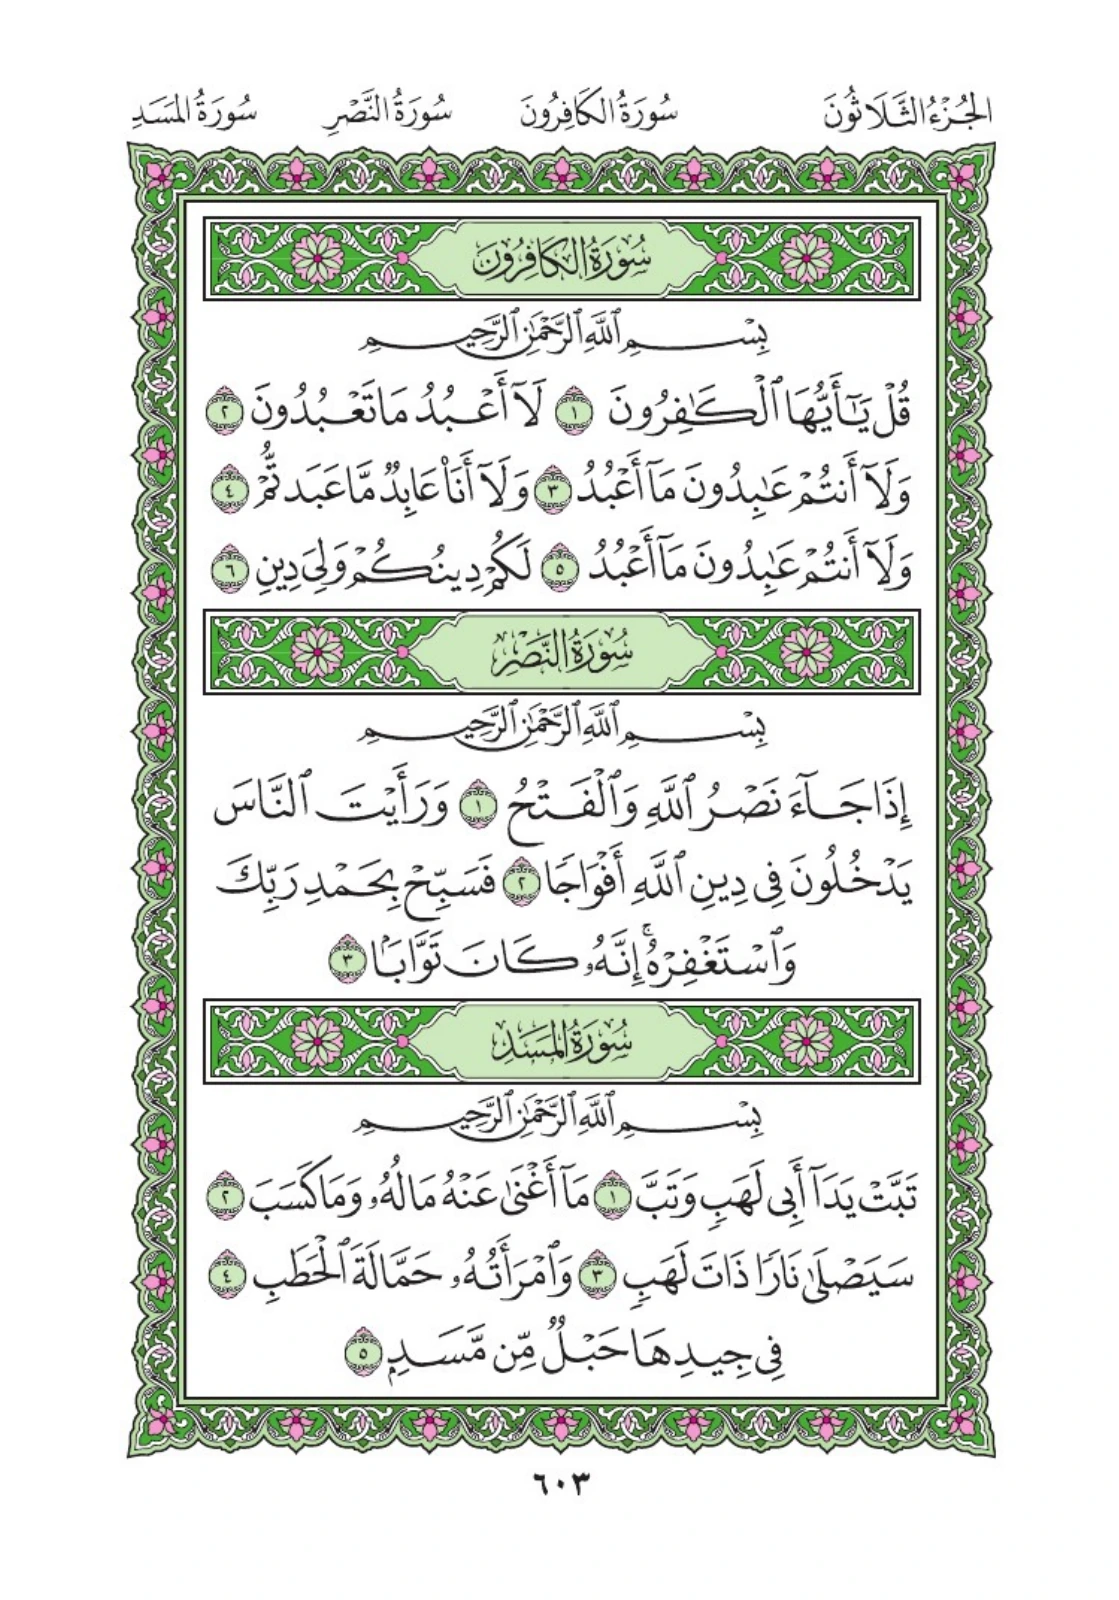 الجُزْءُ الثَّلَاثُونَ سُورَةُ الكَافِرُونَ سُورَةُ النَّصْرِ سُورَةُ المَسَدِ
سُورَةُ الكَافِرُونَ
بِسْمِ ٱللَّهِ ٱلرَّحْمَٰنِ ٱلرَّحِيمِ
قُلْ يَٰٓأَيُّهَا ٱلْكَٰفِرُونَ ١ لَآ أَعْبُدُ مَا تَعْبُدُونَ ٢
وَلَآ أَنتُمْ عَٰبِدُونَ مَآ أَعْبُدُ ٣ وَلَآ أَنَا۠ عَابِدٌ مَّا عَبَدتُّمْ ٤
وَلَآ أَنتُمْ عَٰبِدُونَ مَآ أَعْبُدُ ٥ لَكُمْ دِينُكُمْ وَلِىَ دِينِ ٦
سُورَةُ النَّصْرِ
بِسْمِ ٱللَّهِ ٱلرَّحْمَٰنِ ٱلرَّحِيمِ
إِذَا جَآءَ نَصْرُ ٱللَّهِ وَٱلْفَتْحُ ١ وَرَأَيْتَ ٱلنَّاسَ
يَدْخُلُونَ فِى دِينِ ٱللَّهِ أَفْوَاجًا ٢ فَسَبِّحْ بِحَمْدِ رَبِّكَ
وَٱسْتَغْفِرْهُۚ إِنَّهُۥ كَانَ تَوَّابَۢا ٣
سُورَةُ المَسَدِ
بِسْمِ ٱللَّهِ ٱلرَّحْمَٰنِ ٱلرَّحِيمِ
تَبَّتْ يَدَآ أَبِى لَهَبٍ وَتَبَّ ١ مَآ أَغْنَىٰ عَنْهُ مَالُهُۥ وَمَا كَسَبَ ٢
سَيَصْلَىٰ نَارًا ذَاتَ لَهَبٍ ٣ وَٱمْرَأَتُهُۥ حَمَّالَةَ ٱلْحَطَبِ ٤
فِى جِيدِهَا حَبْلٌ مِّن مَّسَدٍۭ ٥
٦٠٣